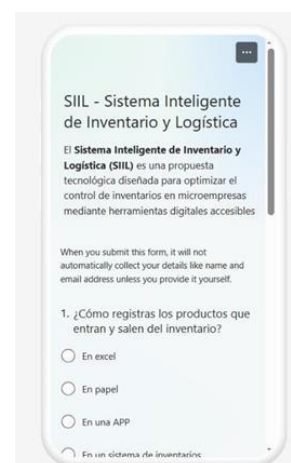 SIIL - Sistema Inteligente
de Inventario y Logística
El Sistema Inteligente de Inventario y
Logística (SIIL) es una propuesta
tecnológica diseñada para optimizar el
control de inventarios en microempresas
mediante herramientas digitales accesibles
When you submit this form, it will not
automatically collect your details like name and
email address unless you provide it yourself.
1. ¿Cómo registras los productos que
entran y salen del inventario?
En excel
En papel
En una APP
En un sistema de inventarios